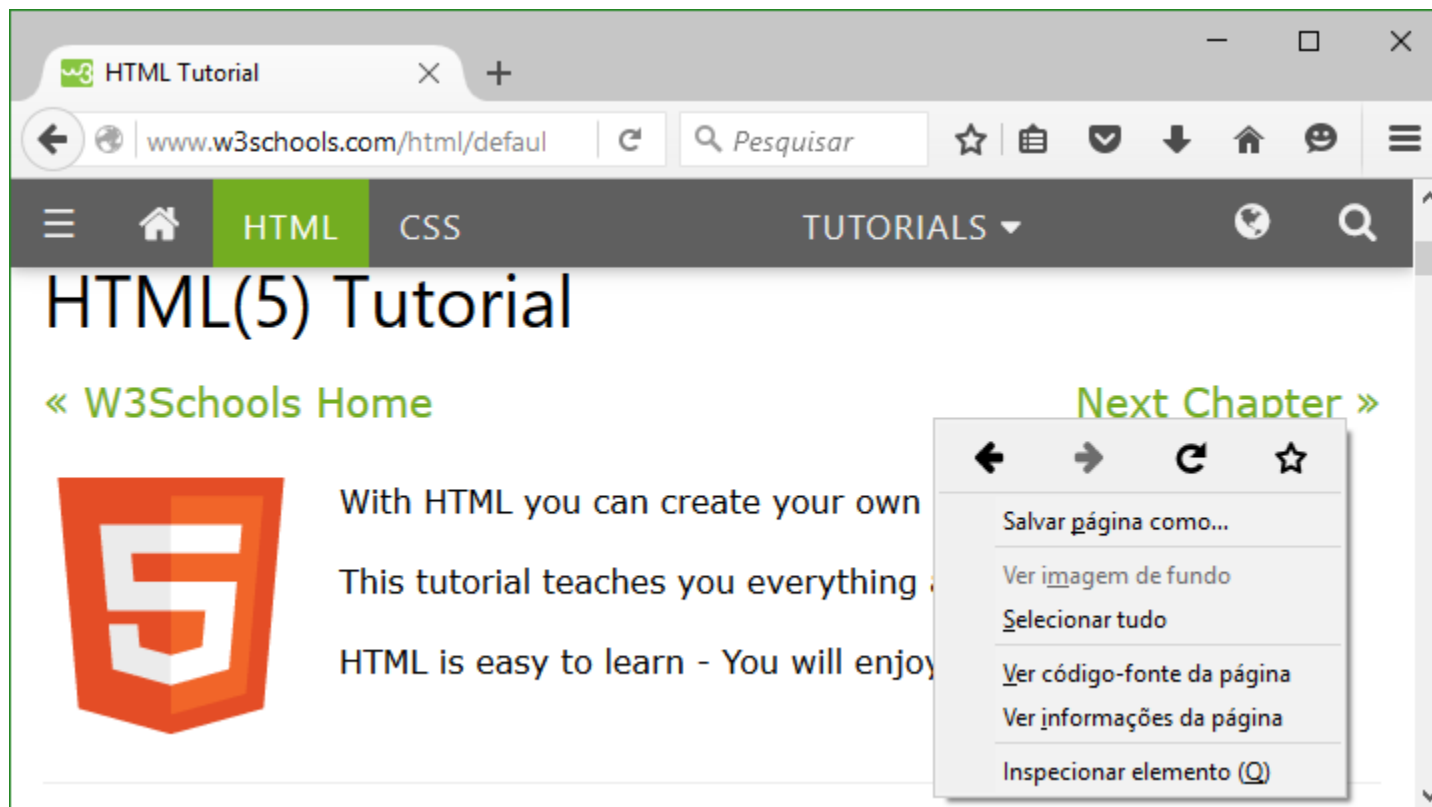 HTML Tutorial
www.w3schools.com/html/defaul
Pesquisar
HTML CSS TUTORIALS
HTML(5) Tutorial
« W3Schools Home Next Chapter »
With HTML you can create your own
This tutorial teaches you everything
HTML is easy to learn - You will enjoy
Salvar página como...
Ver imagem de fundo
Selecionar tudo
Ver código-fonte da página
Ver informações da página
Inspecionar elemento (Q)